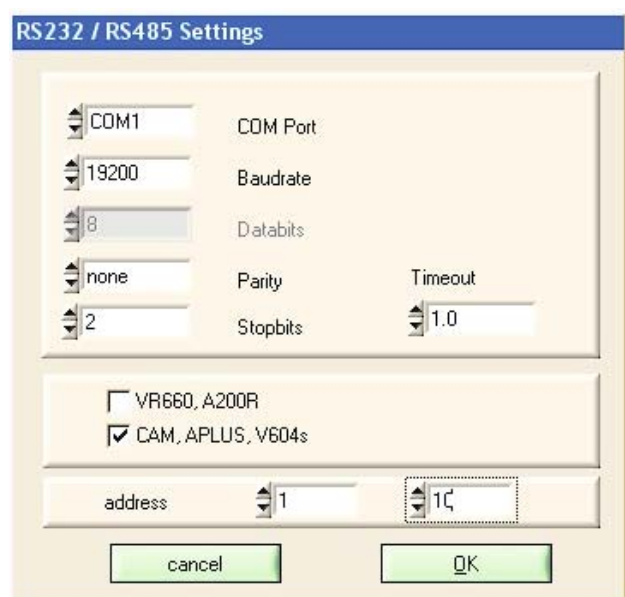 RS232 / RS485 Settings
COM1 COM Port
19200 Baudrate
8 Databits
none Parity Timeout
2 Stopbits 1.0
VR660, A200R
CAM, APLUS, V604s
address 1
cancel OK